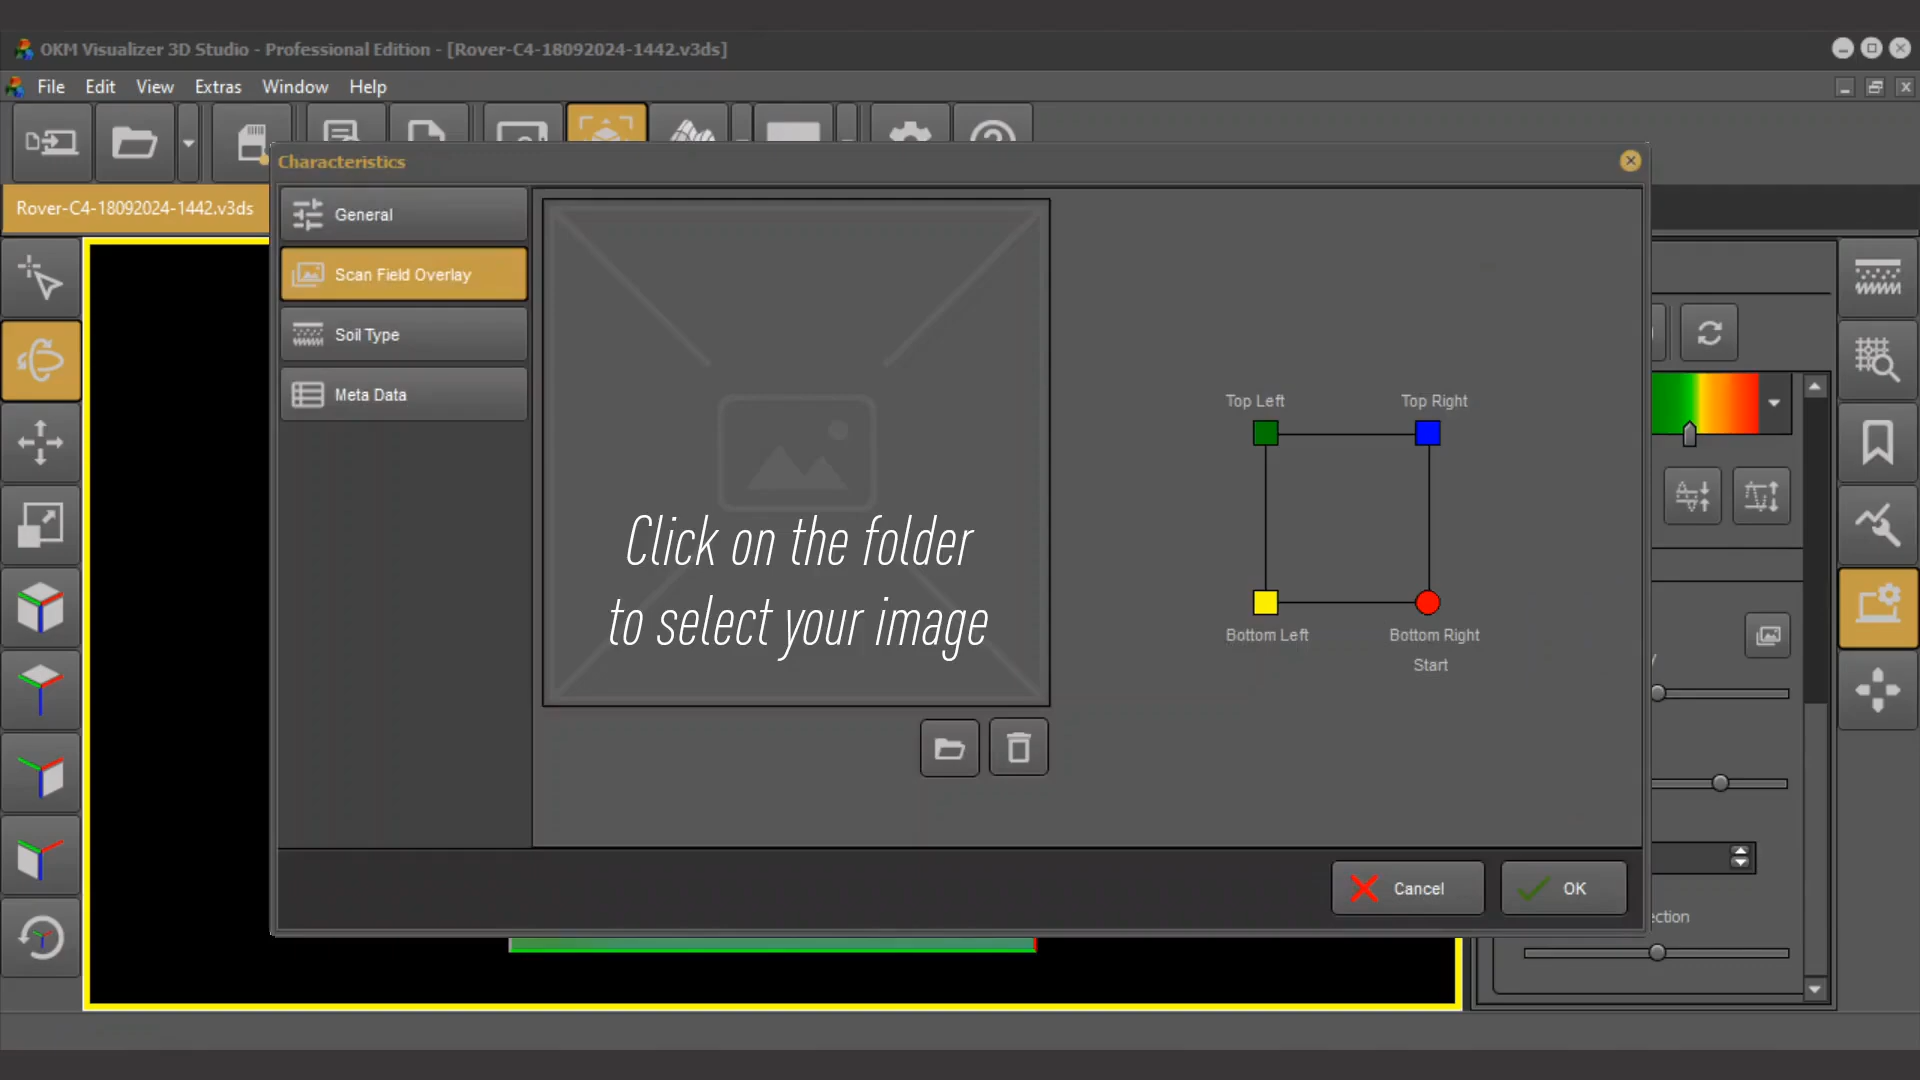 OKM Visualizer 3D Studio - Professional Edition - [Rover-C4-18092024-1442.v3ds]
File Edit View Extras Window Help
Characteristics
Rover-C4-18092024-1442.v3ds
General
Scan Field Overlay
Soil Type
Meta Data
Click on the folder
to select your image
Top Left Top Right
Bottom Left Bottom Right
Start
Cancel OK
ection